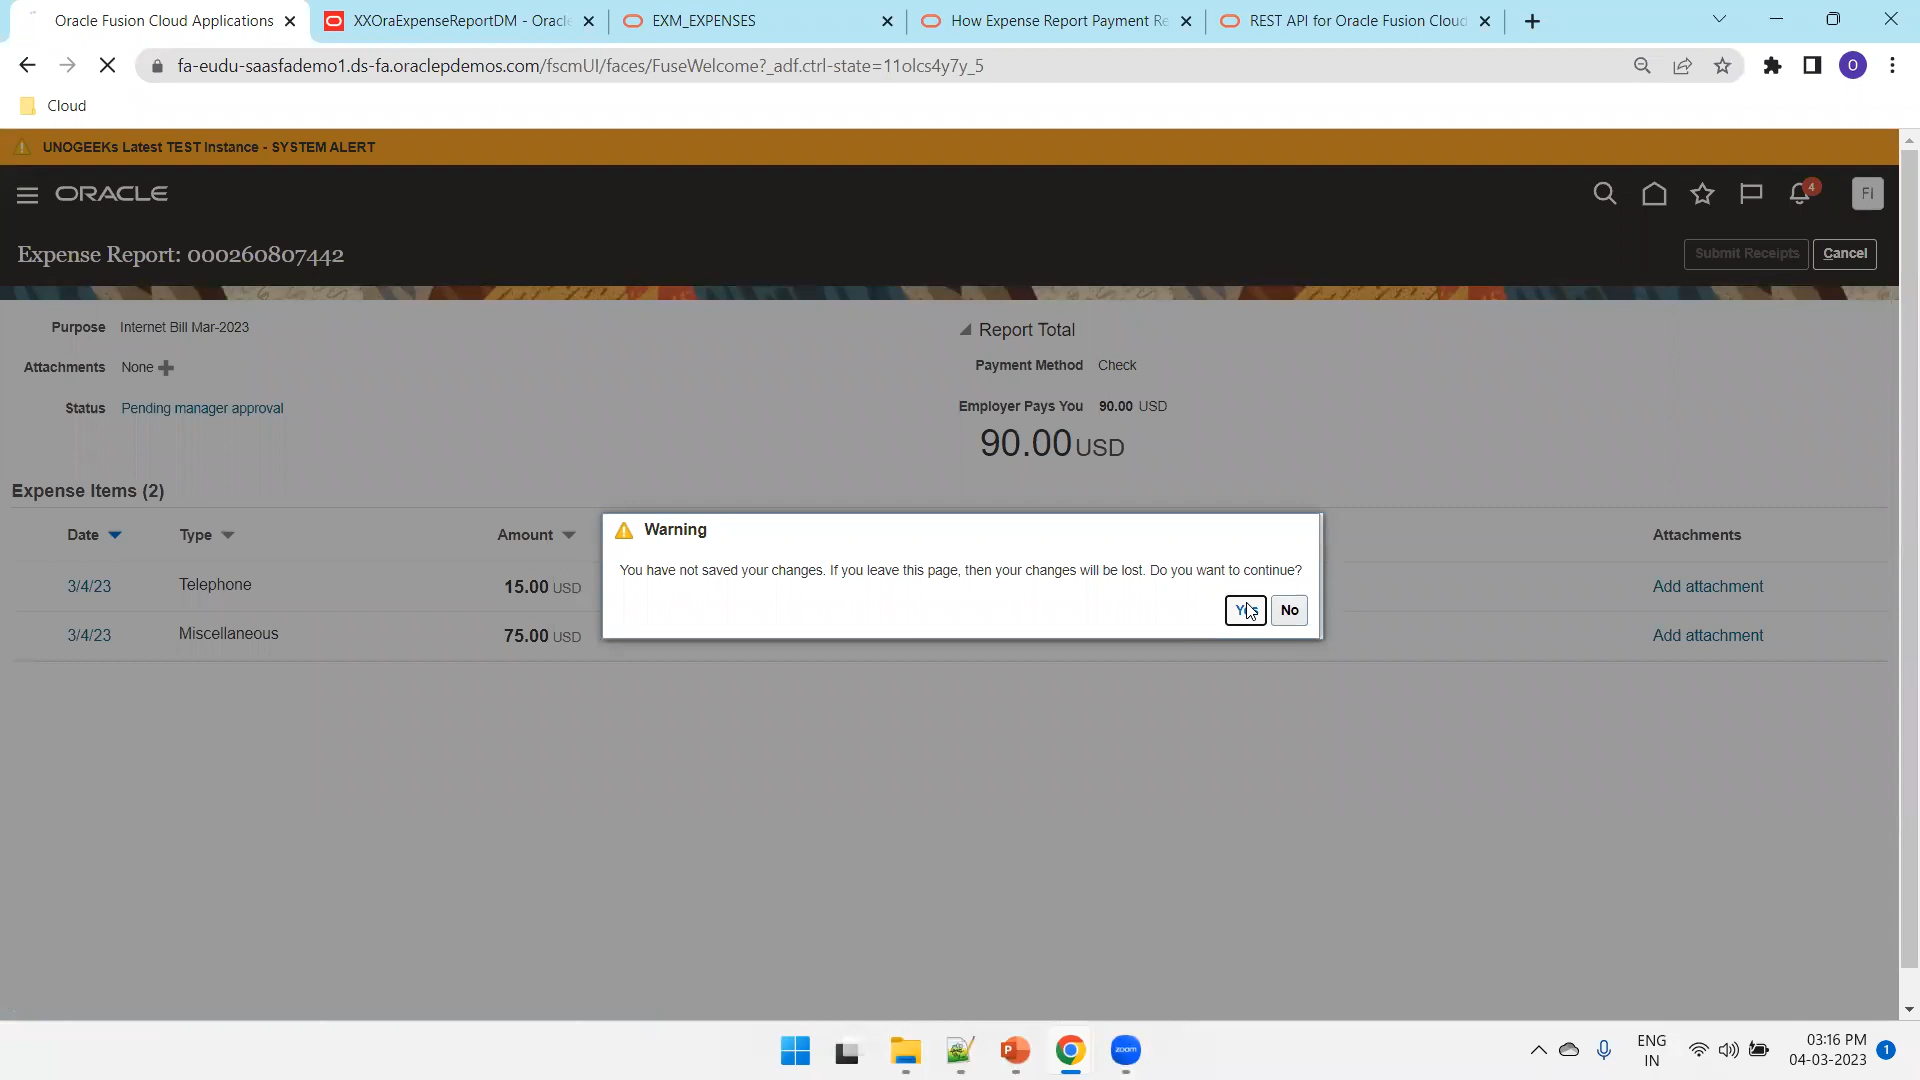 Oracle Fusion Cloud Applications
XXOraExpenseReportDM - Oracle
EXM_EXPENSES
How Expense Report Payment Re
REST API for Oracle Fusion Cloud
fa-eudu-saasfademo1.ds-fa.oraclepdemos.com/fscmUI/faces/FuseWelcome?_adf.ctrl-state=11olcs4y7y_5
O
Cloud
UNOGEEKs Latest TEST Instance - SYSTEM ALERT
ORACLE
4
FI
Expense Report: 000260807442
Submit Receipts
Cancel
Purpose Internet Bill Mar-2023
Attachments None
Status Pending manager approval
Report Total
Payment Method Check
Employer Pays You 90.00 USD
90.00 USD
Expense Items (2)
Date Type Amount Attachments
3/4/23 Telephone 15.00 USD Add attachment
3/4/23 Miscellaneous 75.00 USD Add attachment
Warning
You have not saved your changes. If you leave this page, then your changes will be lost. Do you want to continue?
Yes No
P
zoom
ENG
IN
03:16 PM
04-03-2023
1